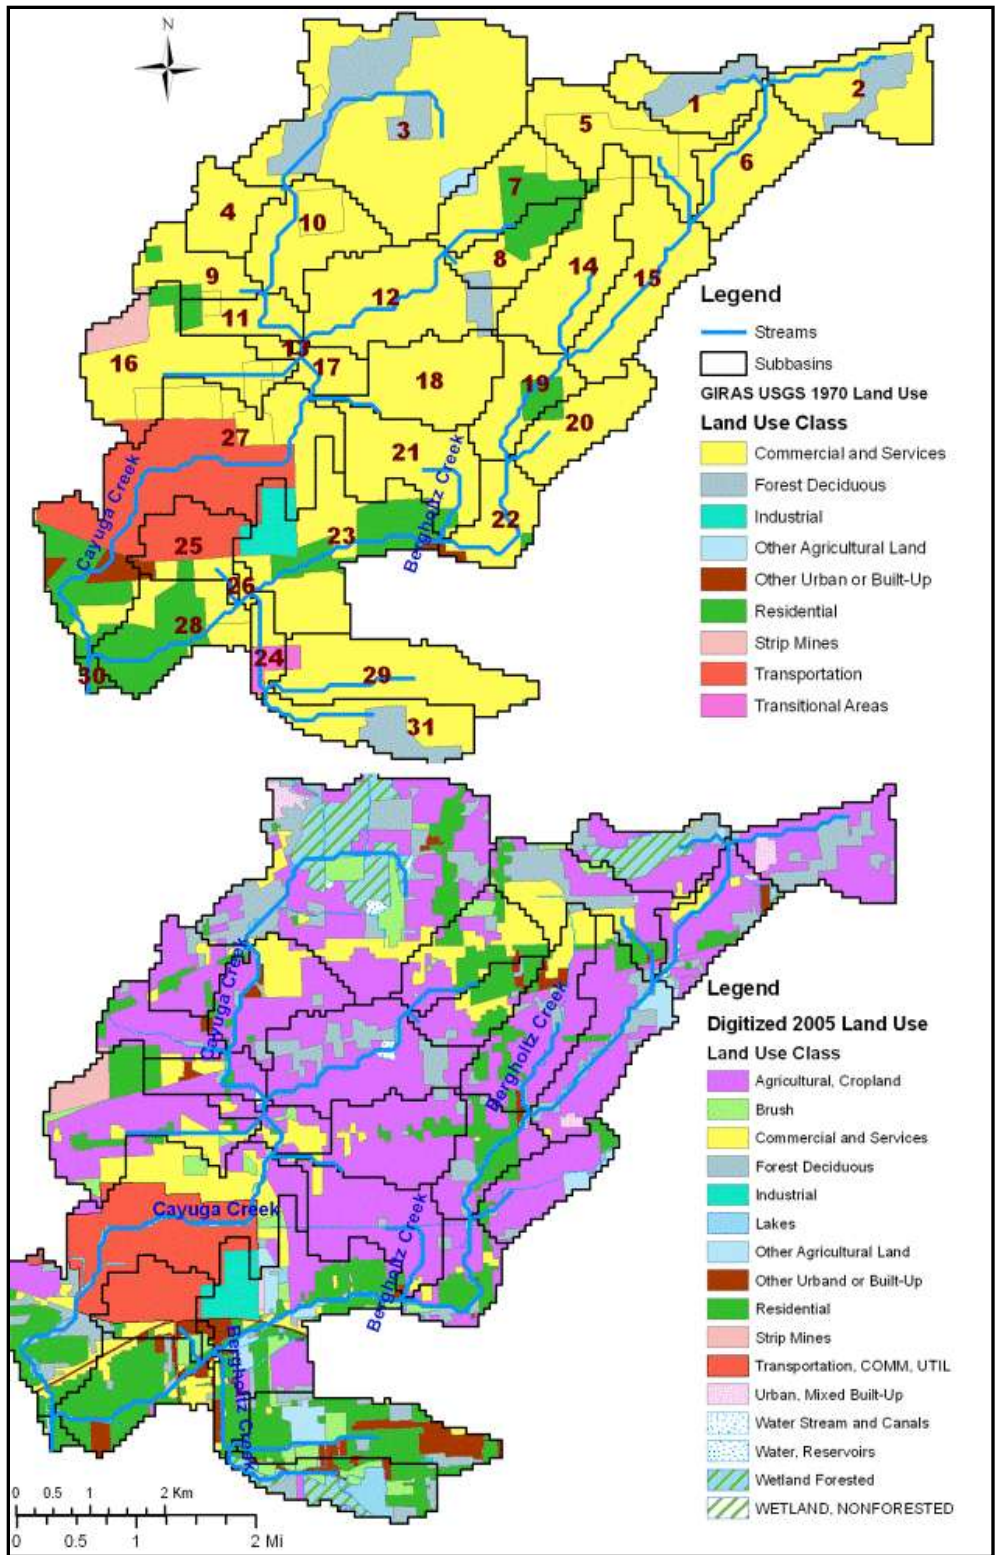 N
1
2
3
5
6
7
4
10
8
14
15
9
12
11
13
16
17
18
19
20
27
21
Cayuga Creek
Bergholtz Creek
22
23
25
26
28
24
29
30
31
Legend
Streams
Subbasins
GIRAS USGS 1970 Land Use
Land Use Class
Commercial and Services
Forest Deciduous
Industrial
Other Agricultural Land
Other Urban or Built-Up
Residential
Strip Mines
Transportation
Transitional Areas
Cayuga Creek
Bergholtz Creek
Cayuga Creek
Bergholtz Creek
Bergholtz Creek
Legend
Digitized 2005 Land Use
Land Use Class
Agricultural, Cropland
Brush
Commercial and Services
Forest Deciduous
Industrial
Lakes
Other Agricultural Land
Other Urband or Built-Up
Residential
Strip Mines
Transportation, COMM, UTIL
Urban, Mixed Built-Up
Water Stream and Canals
Water, Reservoirs
Wetland Forested
WETLAND, NONFORESTED
0 0.5 1 2 Km
0 0.5 1 2 Mi